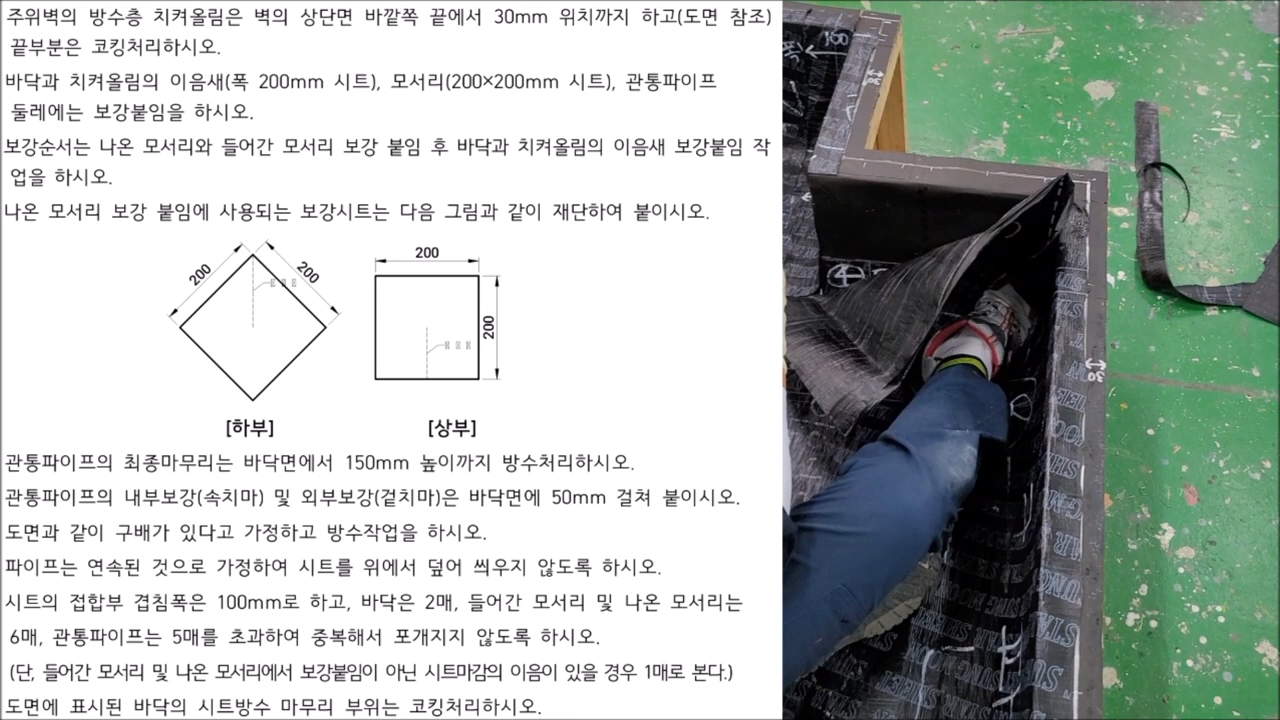 주위벽의 방수층 치켜올림은 벽의 상단면 바깥쪽 끝에서 30mm 위치까지 하고(도면 참조)
끝부분은 코킹처리하시오.
바닥과 치켜올림의 이음새(폭 200mm 시트), 모서리(200×200mm 시트), 관통파이프
둘레에는 보강붙임을 하시오.
보강순서는 나온 모서리와 들어간 모서리 보강 붙임 후 바닥과 치켜올림의 이음새 보강붙임 작
업을 하시오.
나온 모서리 보강 붙임에 사용되는 보강시트는 다음 그림과 같이 재단하여 붙이시오.
200 200
200
200
[하부] [상부]
관통파이프의 최종마무리는 바닥면에서 150mm 높이까지 방수처리하시오.
관통파이프의 내부보강(속치마) 및 외부보강(겉치마)은 바닥면에 50mm 걸쳐 붙이시오.
도면과 같이 구배가 있다고 가정하고 방수작업을 하시오.
파이프는 연속된 것으로 가정하여 시트를 위에서 덮어 씌우지 않도록 하시오.
시트의 접합부 겹침폭은 100mm로 하고, 바닥은 2매, 들어간 모서리 및 나온 모서리는
6매, 관통파이프는 5매를 초과하여 중복해서 포개지지 않도록 하시오.
(단, 들어간 모서리 및 나온 모서리에서 보강붙임이 아닌 시트마감의 이음이 있을 경우 1매로 본다.)
도면에 표시된 바닥의 시트방수 마무리 부위는 코킹처리하시오.
30